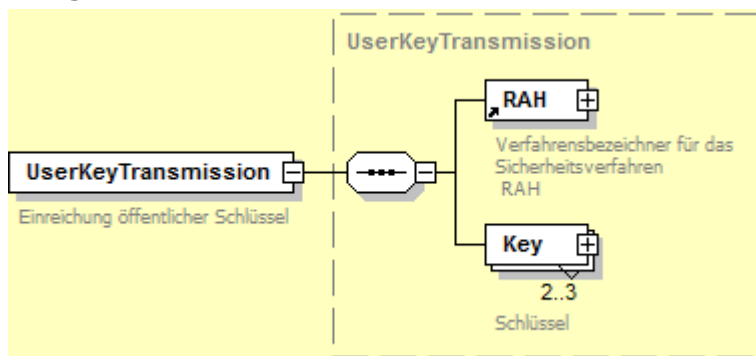 UserKeyTransmission
RAH
Verfahrensbezeichner für das
Sicherheitsverfahren
RAH
UserKeyTransmission
Einreichung öffentlicher Schlüssel
Key
2..3
Schlüssel